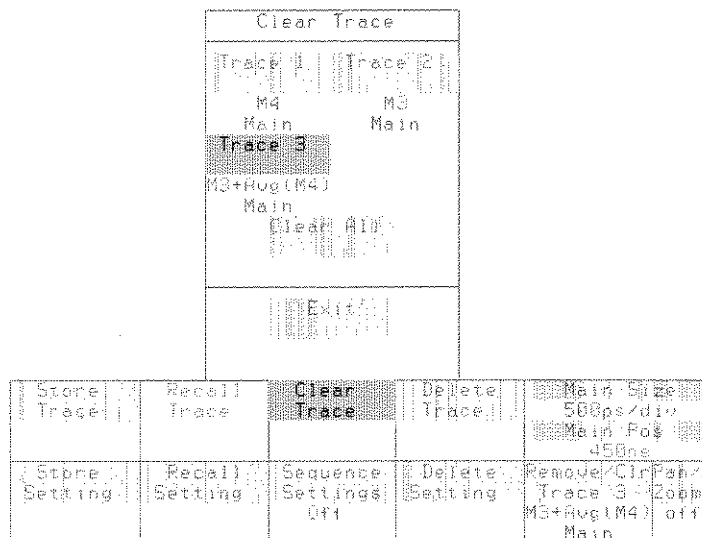 Clear Trace
Trace 1 Trace 2
M4 M3
Main Main
Trace 3
M3+Avg(M4)
Main
Clear All
Exit
Store Trace
Recall Trace
Clear Trace
Delete Trace
Main Size
500ps/div
Main Pos
450ns
Store Setting
Recall Setting
Sequence Settings Off
Delete Setting
Remove/Clr
Trace 3
M3+Avg(M4)
Main
Pan/
Zoom
off